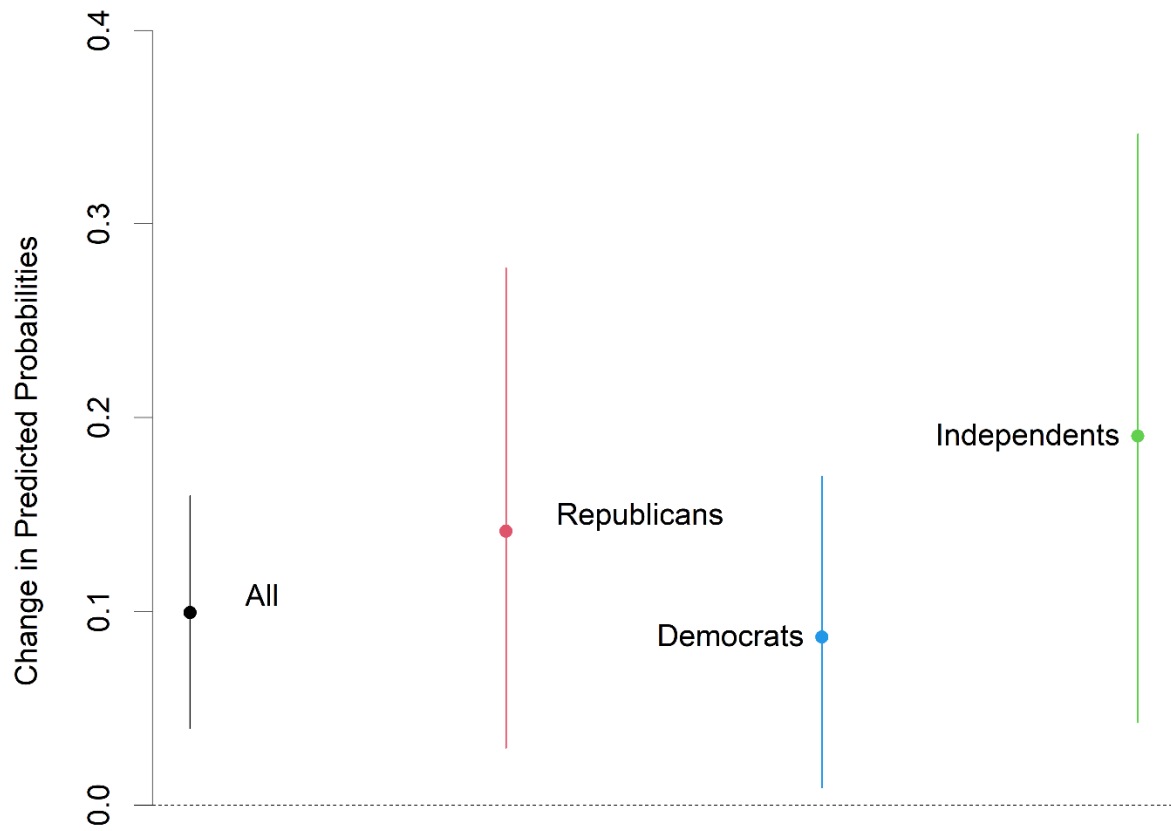 Change in Predicted Probabilities
0.4
0.3
0.2
0.1
0.0
All
Republicans
Democrats
Independents